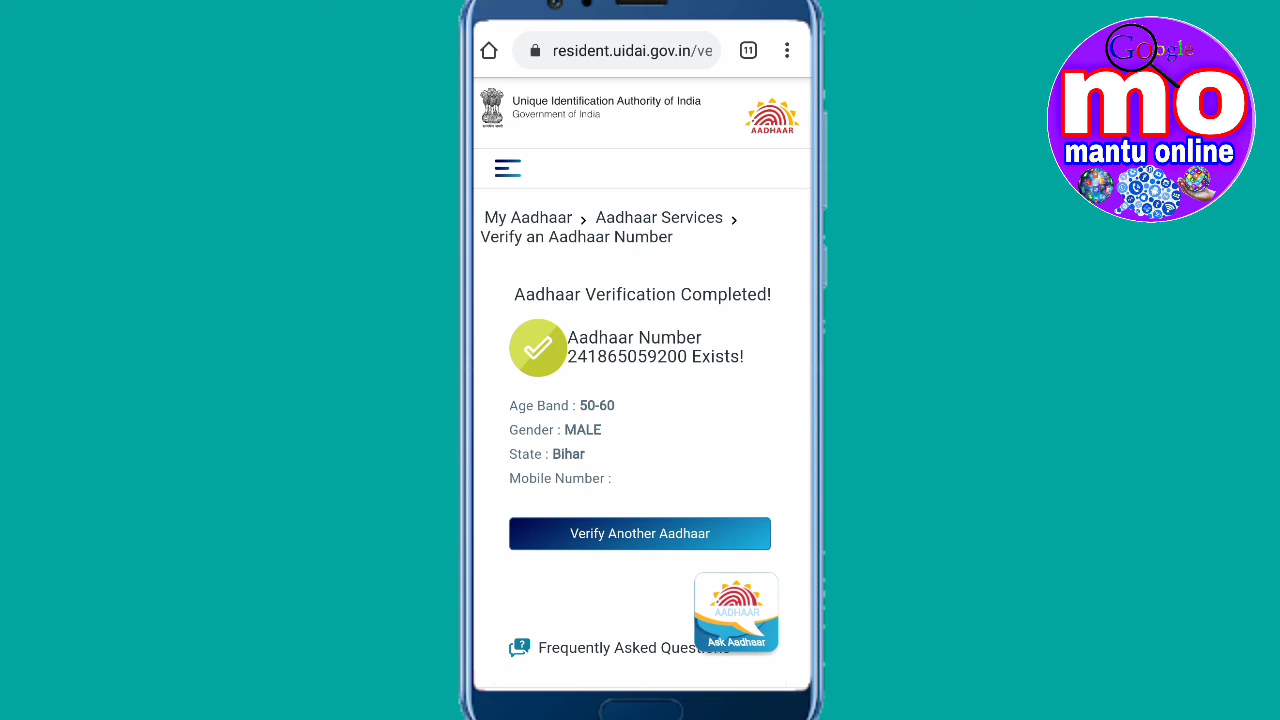 11
resident.uidai.gov.in/ve
Unique Identification Authority of India
Government of India
AADHAAR
My Aadhaar › Aadhaar Services ›
Verify an Aadhaar Number
Aadhaar Verification Completed!
Aadhaar Number
241865059200 Exists!
Age Band : 50-60
Gender : MALE
State : Bihar
Mobile Number :
Verify Another Aadhaar
AADHAAR
Ask Aadhaar
Frequently Asked Questions
Google
mo
mantu online